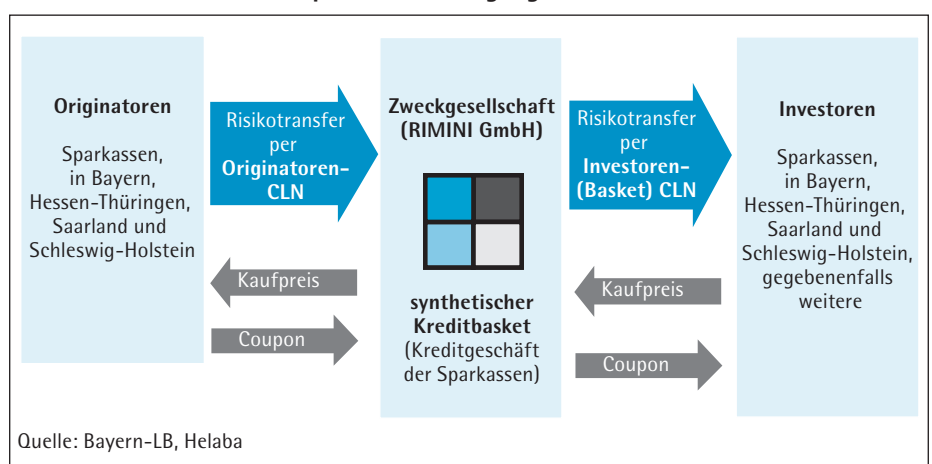 Originatoren
Sparkassen,
in Bayern,
Hessen-Thüringen,
Saarland und
Schleswig-Holstein
Risikotransfer
per
Originatoren-
CLN
Kaufpreis
Coupon
Zweckgesellschaft
(RIMINI GmbH)
synthetischer
Kreditbasket
(Kreditgeschäft
der Sparkassen)
Risikotransfer
per
Investoren-
(Basket) CLN
Kaufpreis
Coupon
Investoren
Sparkassen,
in Bayern,
Hessen-Thüringen,
Saarland und
Schleswig-Holstein,
gegebenenfalls
weitere
Quelle: Bayern-LB, Helaba